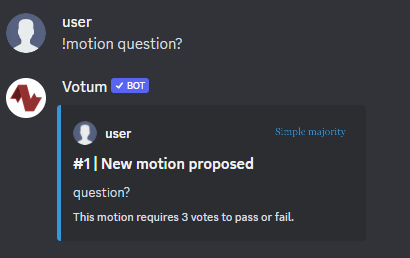 user
!motion question?
Votum ✓ BOT
user
Simple majority
#1 | New motion proposed
question?
This motion requires 3 votes to pass or fail.